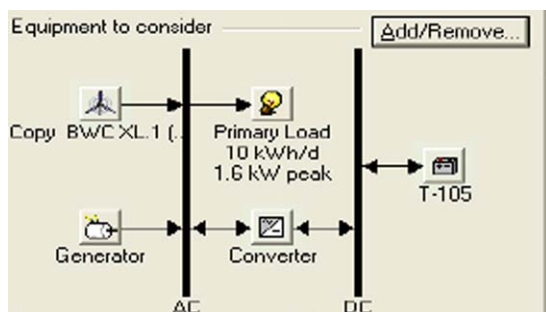 Equipment to consider
Add/Remove...
Copy BWC XL.1 (.
Primary Load
10 kWh/d
1.6 kW peak
T-105
Generator
Converter
AC
DC